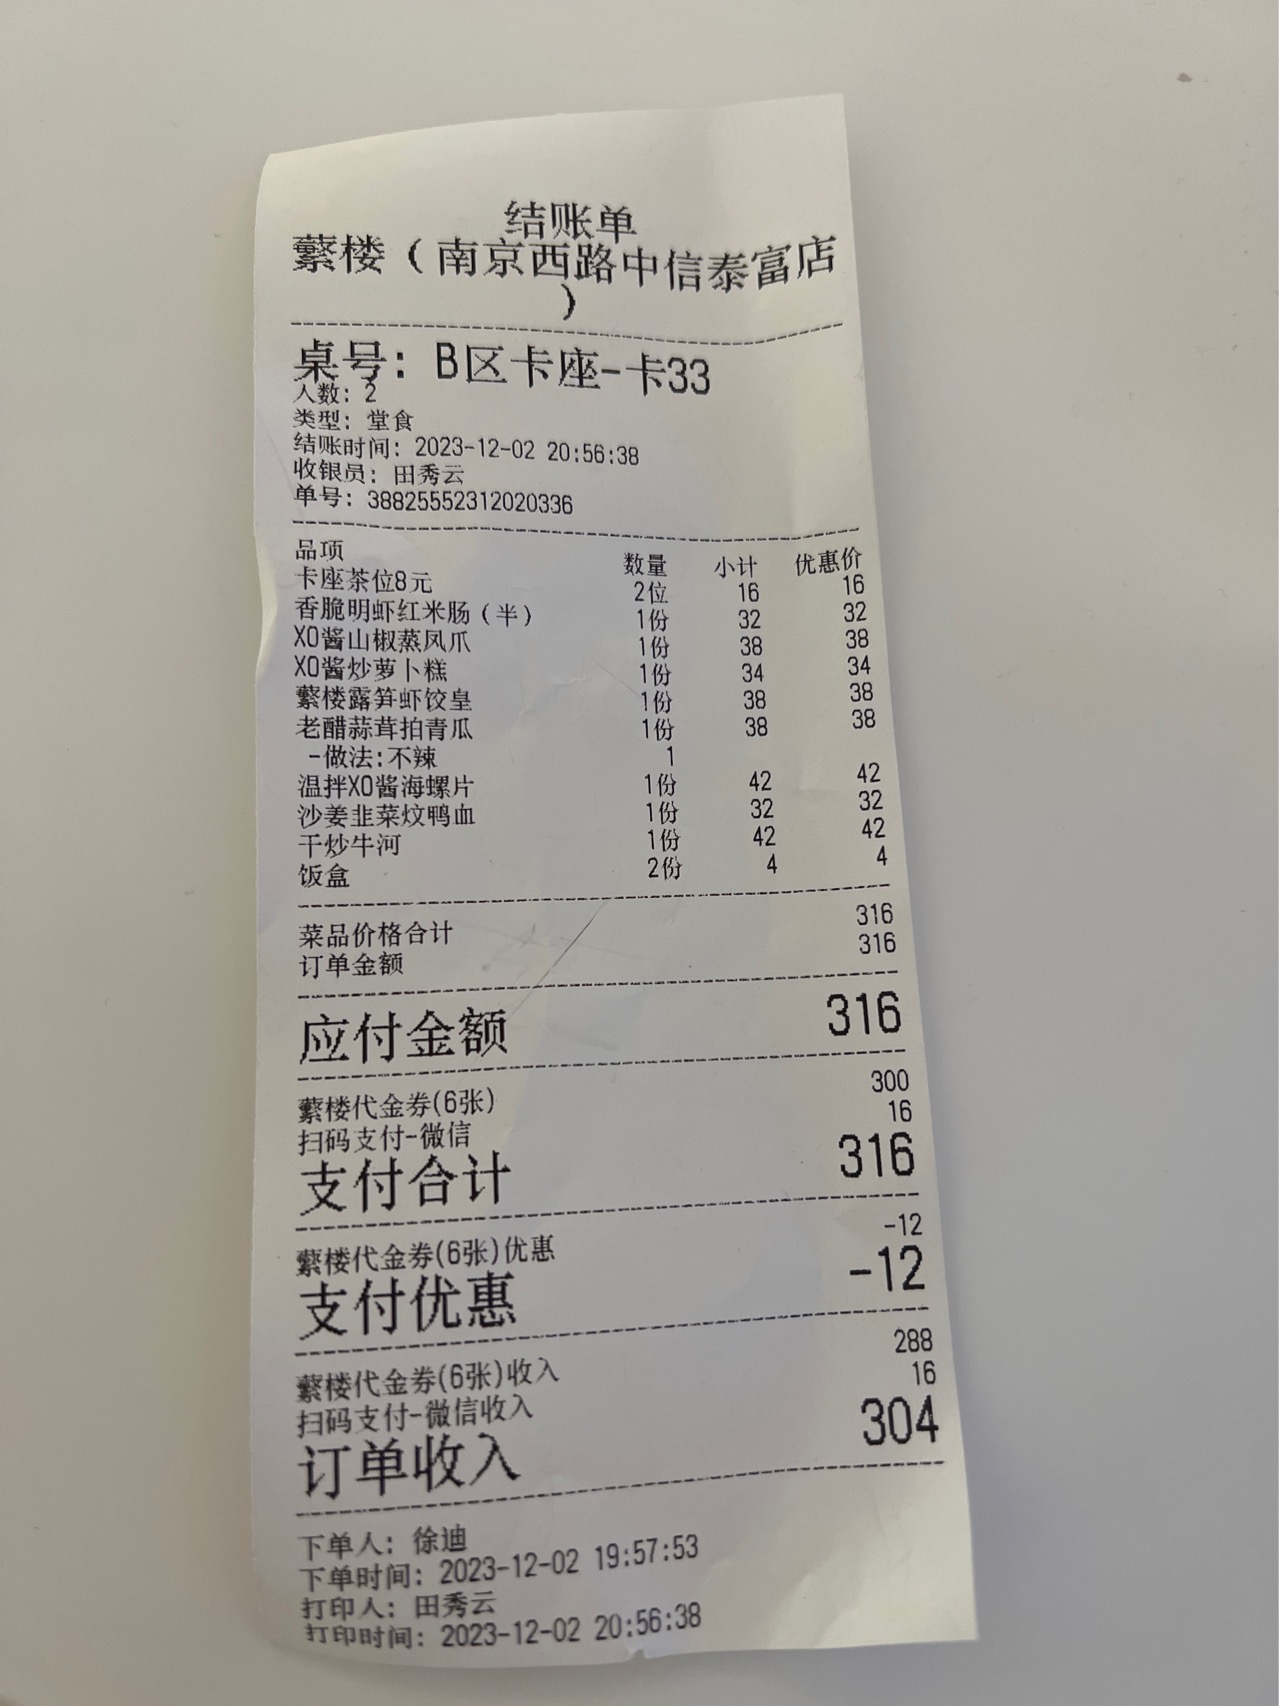 结账单
蘩楼（南京西路中信泰富店
）
桌号：B区卡座-卡33
人数：2
类型：堂食
结账时间：2023-12-02 20:56:38
收银员：田秀云
单号：38825552312020336
品项 数量 小计 优惠价
卡座茶位8元 2位 16 16
香脆明虾红米肠（半） 1份 32 32
XO酱山椒蒸凤爪 1份 38 38
XO酱炒萝卜糕 1份 34 34
蘩楼露笋虾饺皇 1份 38 38
老醋蒜茸拍青瓜 1份 38 38
-做法:不辣 1
温拌XO酱海螺片 1份 42 42
沙姜韭菜炆鸭血 1份 32 32
干炒牛河 1份 42 42
饭盒 2份 4 4
菜品价格合计 316
订单金额 316
应付金额 316
蘩楼代金券(6张) 300
扫码支付-微信 16
支付合计 316
蘩楼代金券(6张)优惠 -12
支付优惠 -12
蘩楼代金券(6张)收入 288
扫码支付-微信收入 16
订单收入 304
下单人：徐迪
下单时间：2023-12-02 19:57:53
打印人：田秀云
打印时间：2023-12-02 20:56:38